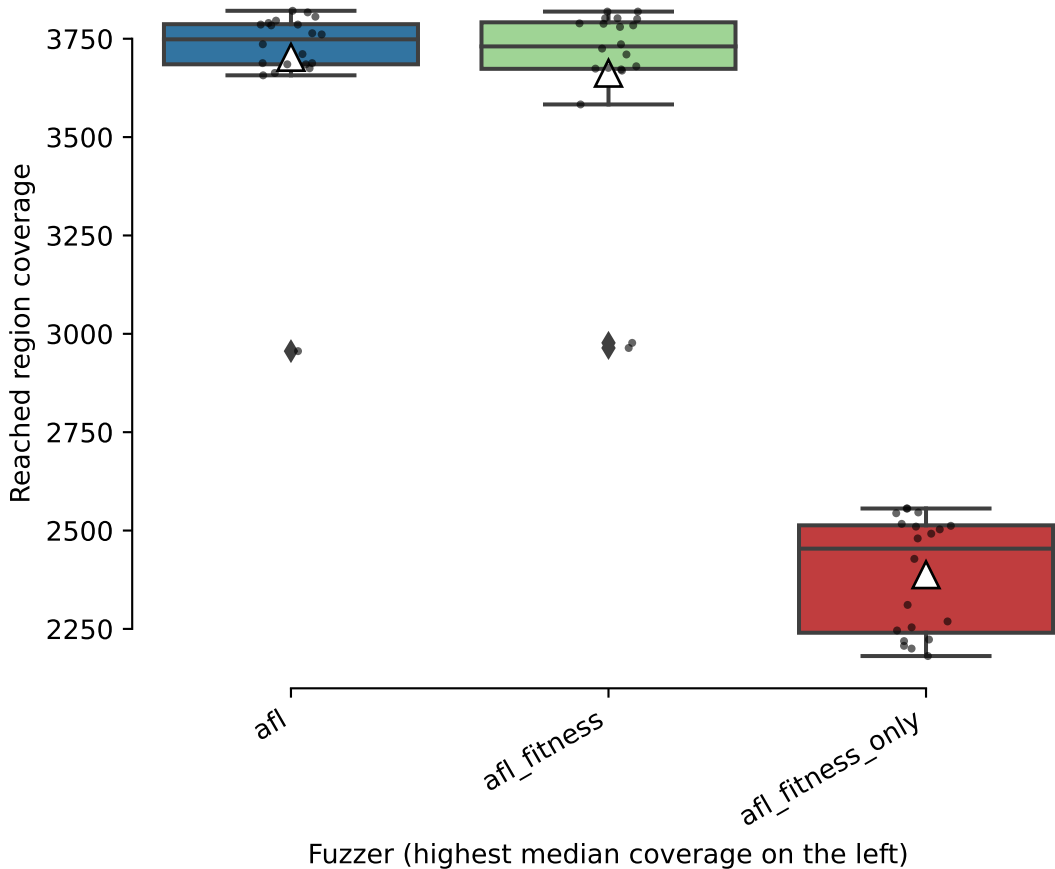 Reached region coverage
3750
3500
3250
3000
2750
2500
2250
afl
afl_fitness
afl_fitness_only
Fuzzer (highest median coverage on the left)